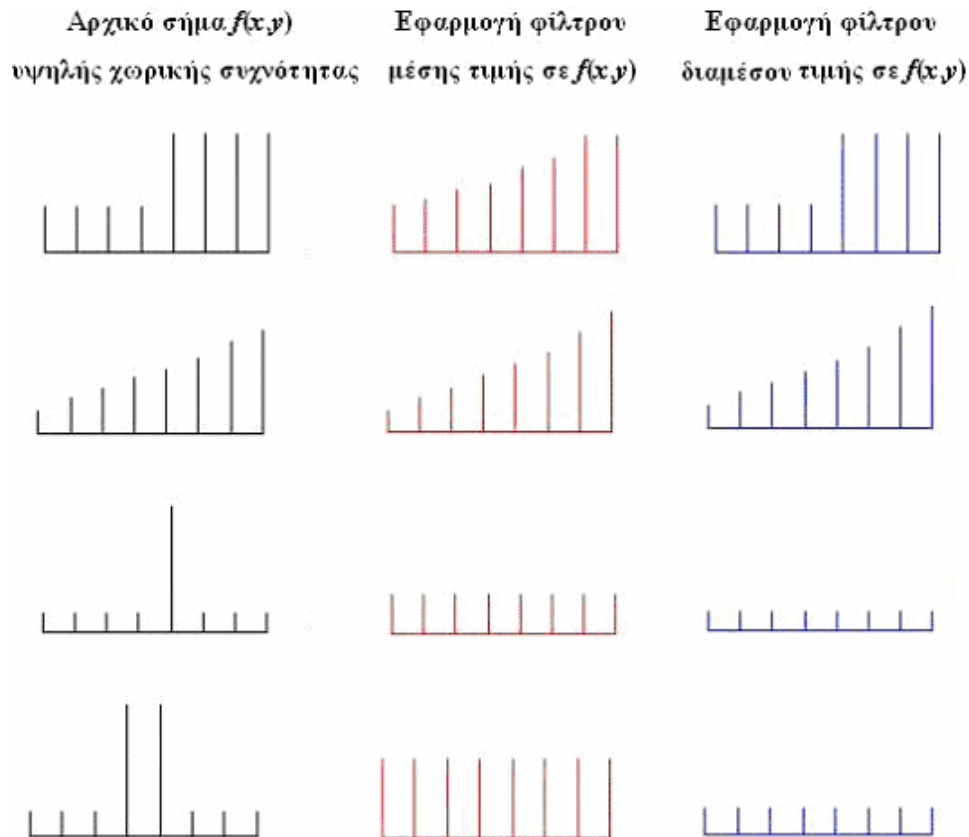 Αρχικό σήμα f(x,y)
υψηλής χωρικής συχνότητας
Εφαρμογή φίλτρου
μέσης τιμής σε f(x,y)
Εφαρμογή φίλτρου
διαμέσου τιμής σε f(x,y)